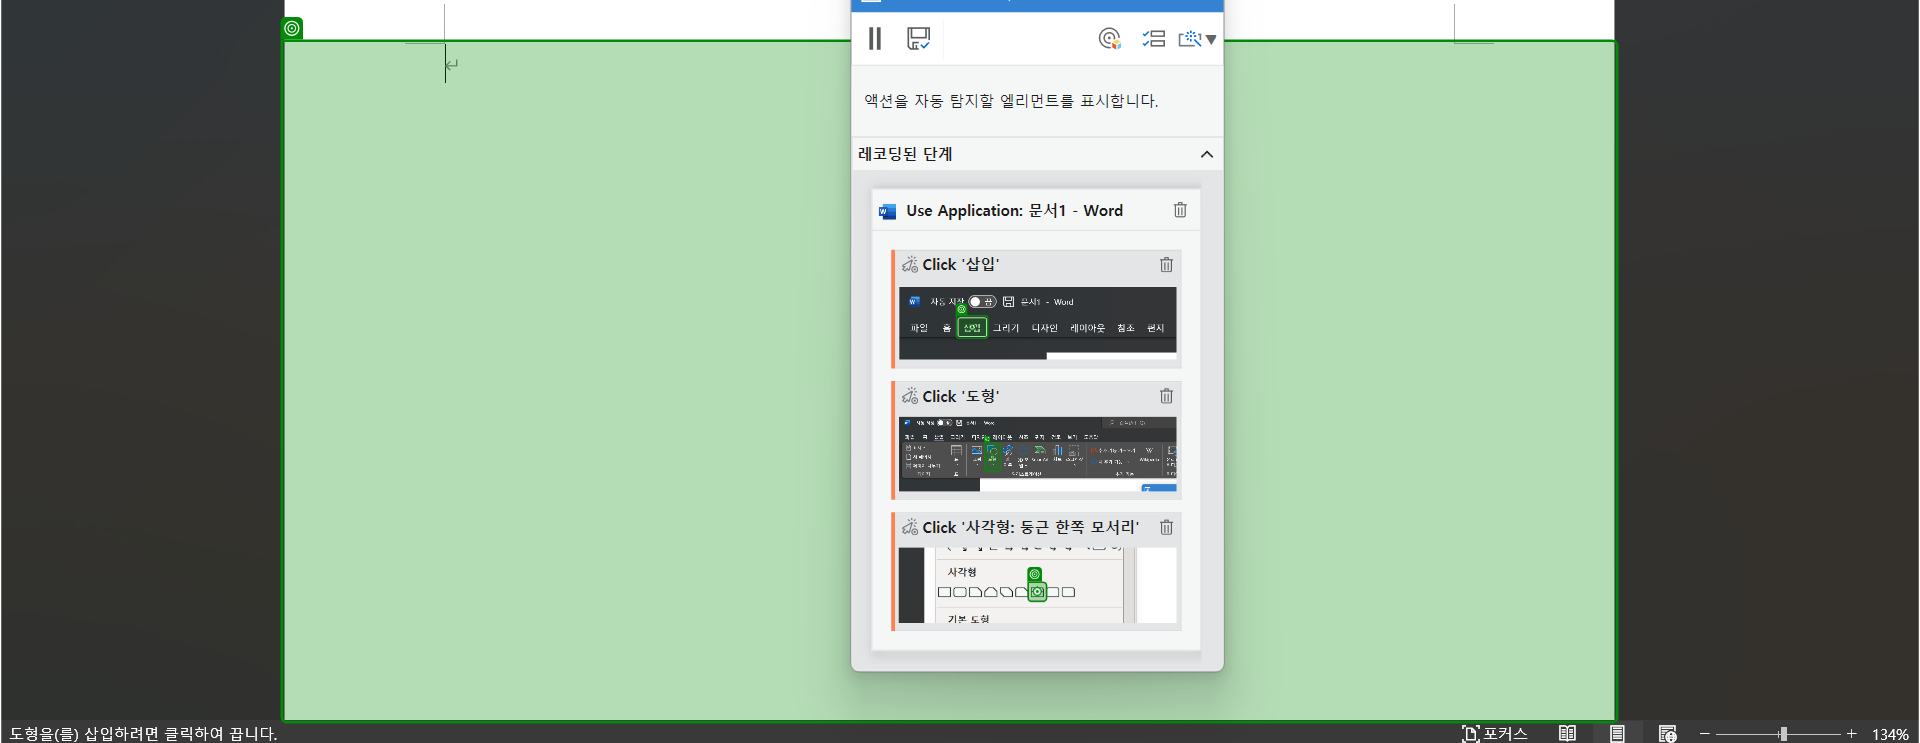 액션을 자동 탐지할 엘리먼트를 표시합니다.
레코딩된 단계
Use Application: 문서1 - Word
Click '삽입'
자동 저장 끔 문서1 - Word
파일 홈 삽입 그리기 디자인 레이아웃 참조 편지
Click '도형'
Click '사각형: 둥근 한쪽 모서리'
사각형
기본 도형
도형을(를) 삽입하려면 클릭하여 끕니다.
포커스
134%